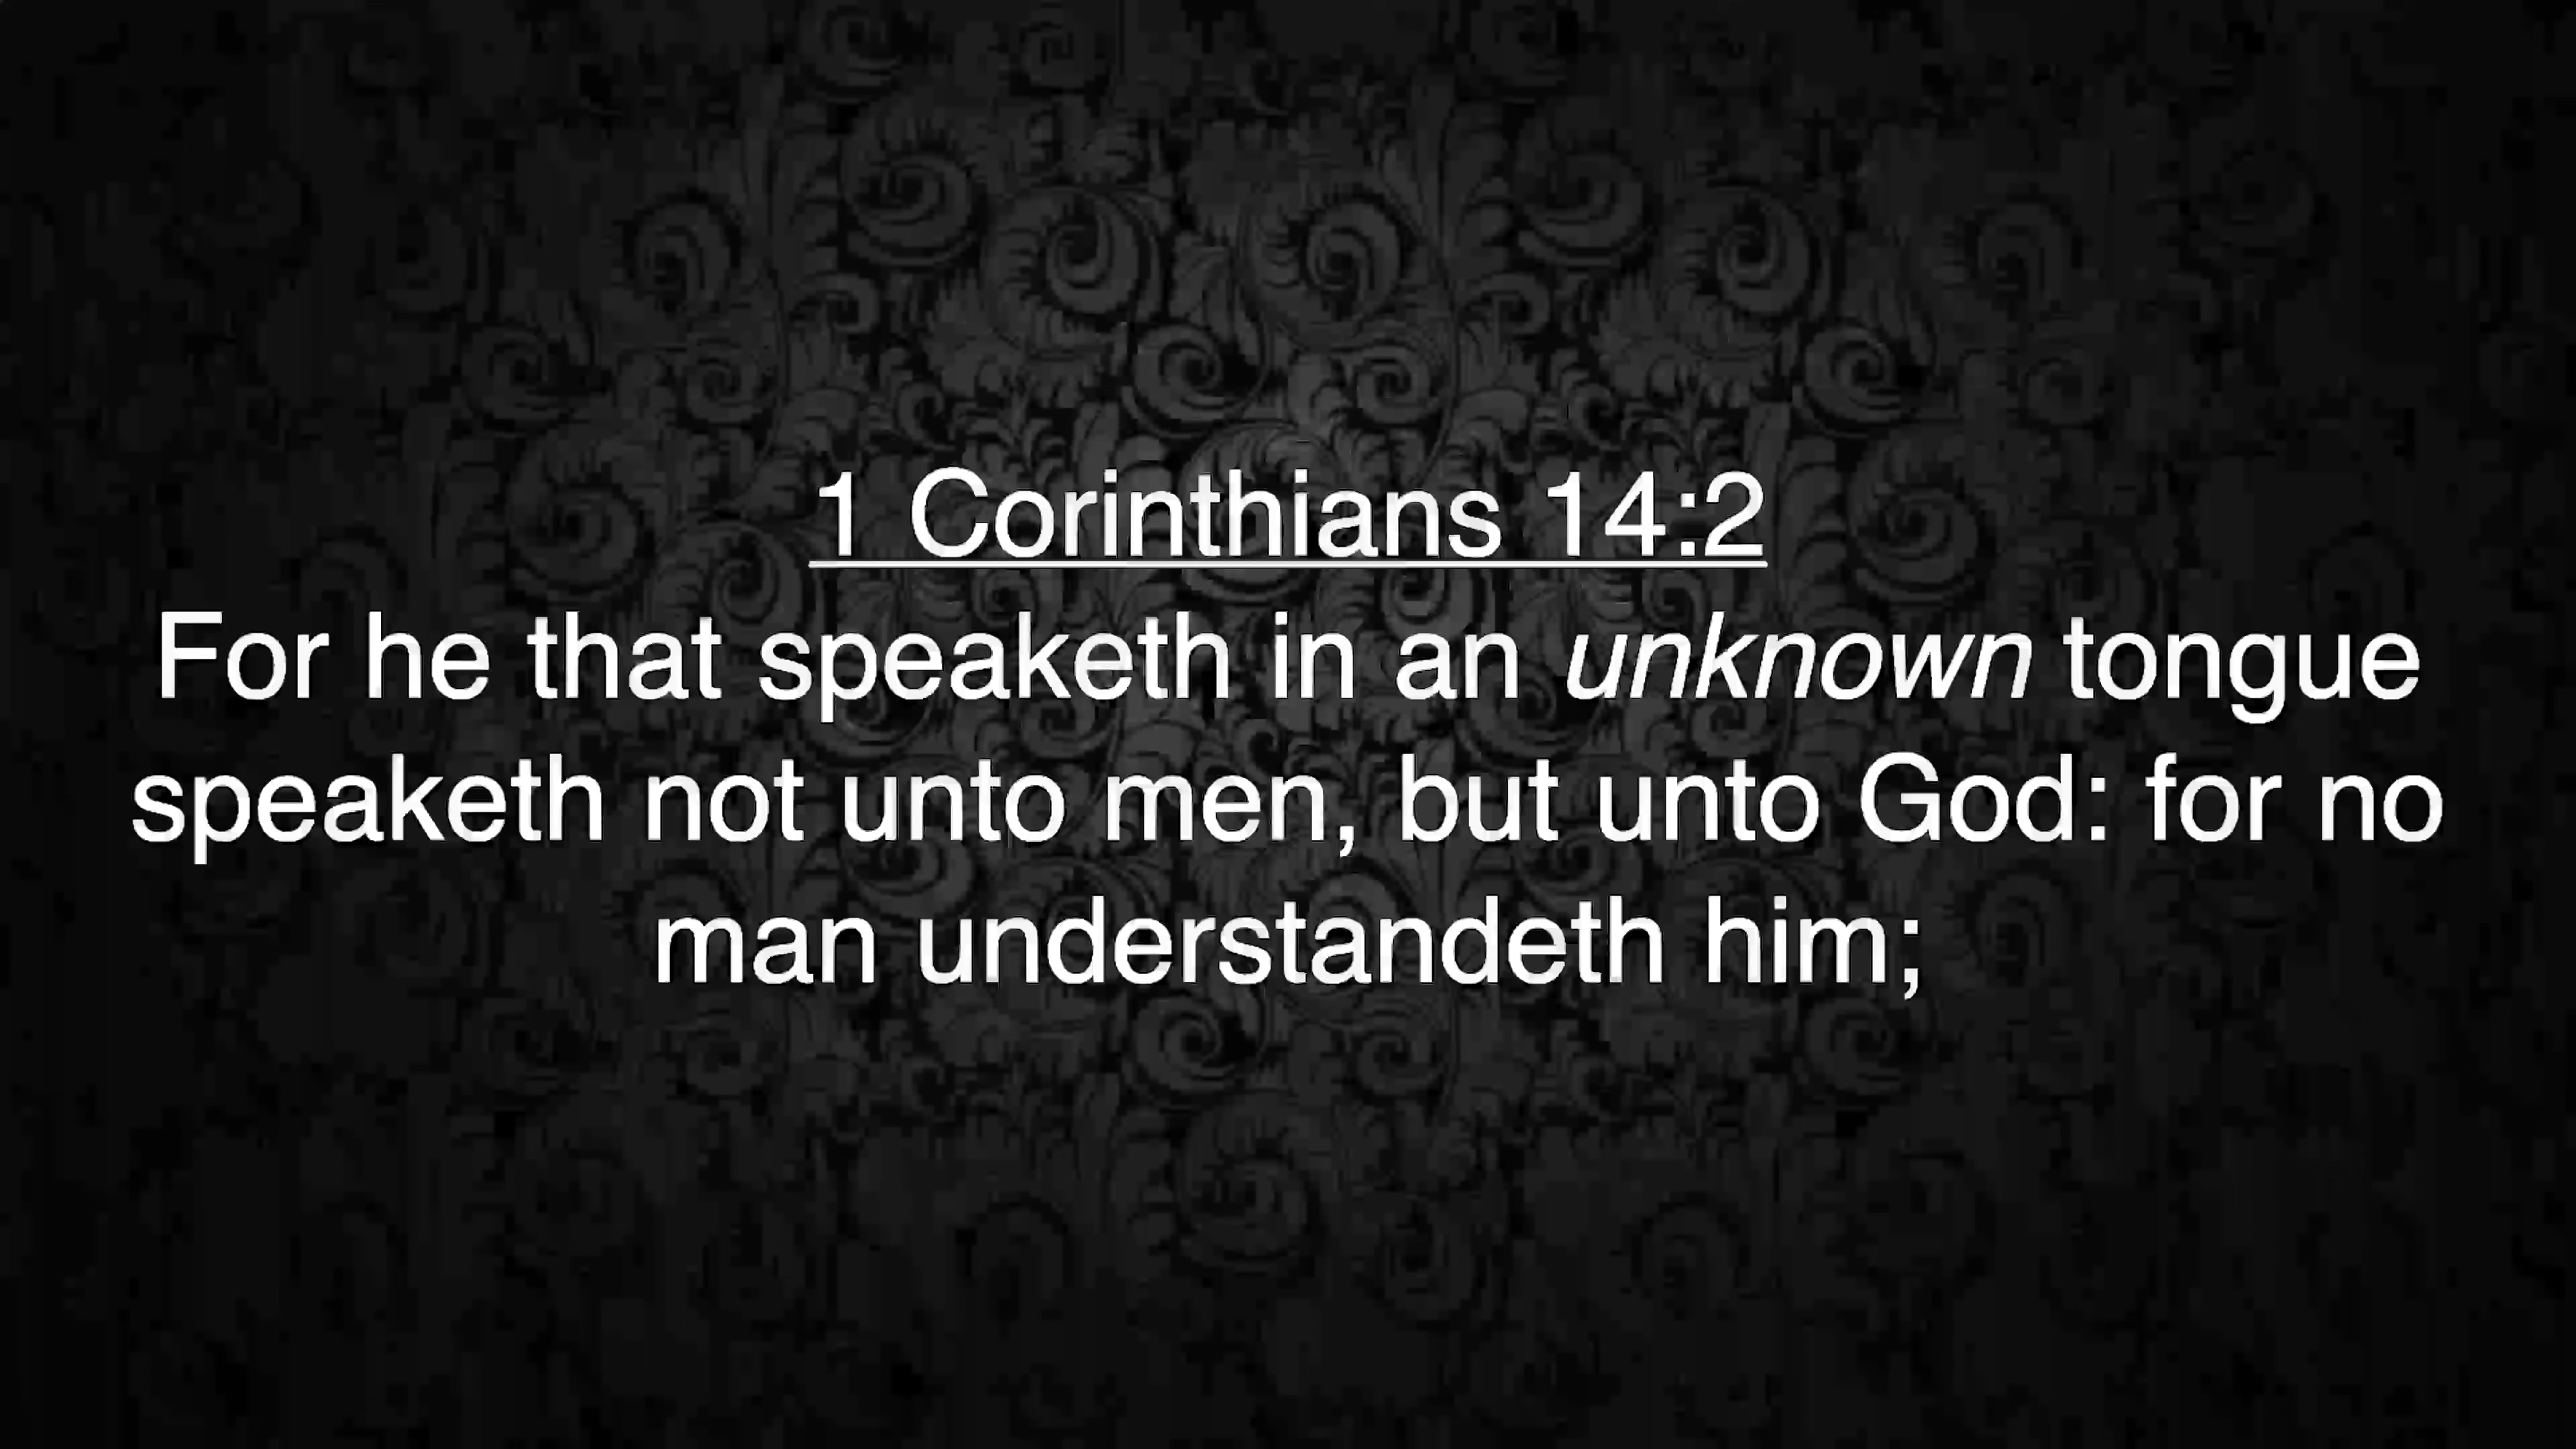 1 Corinthians 14:2
For he that speaketh in an unknown tongue
speaketh not unto men, but unto God: for no
man understandeth him;